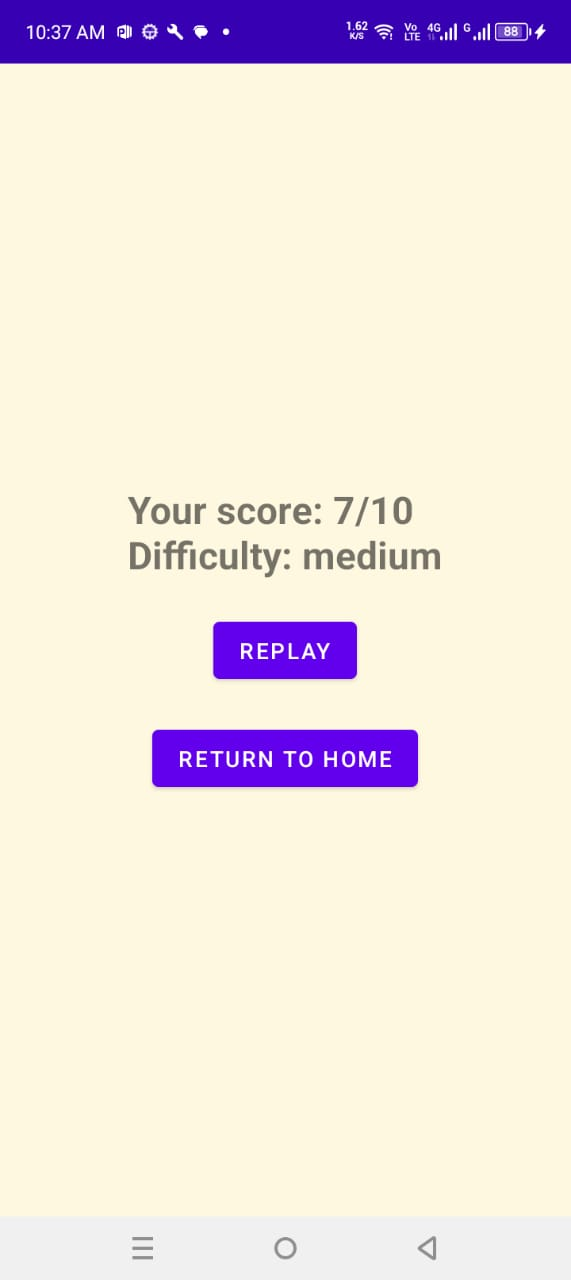 10:37 AM
1.62
K/S
Vo
LTE
4G
G
88
Your score: 7/10
Difficulty: medium
REPLAY
RETURN TO HOME